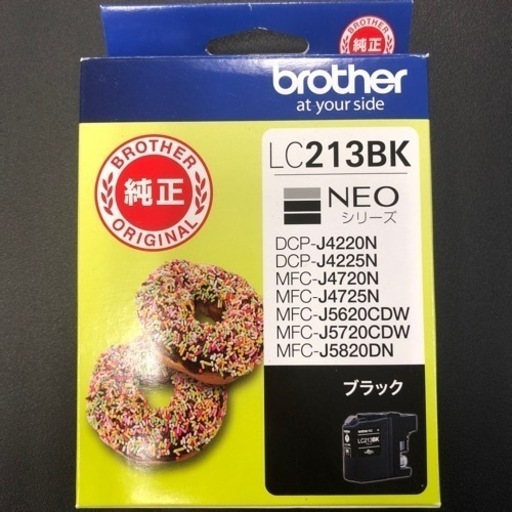 BROTHER
純正
brother
at your side
LC213BK
BROTHER
純正
ORIGINAL
NEO
シリーズ
DCP-J4220N
DCP-J4225N
MFC-J4720N
MFC-J4725N
MFC-J5620CDW
MFC-J5720CDW
MFC-J5820DN
ブラック
LC213BK